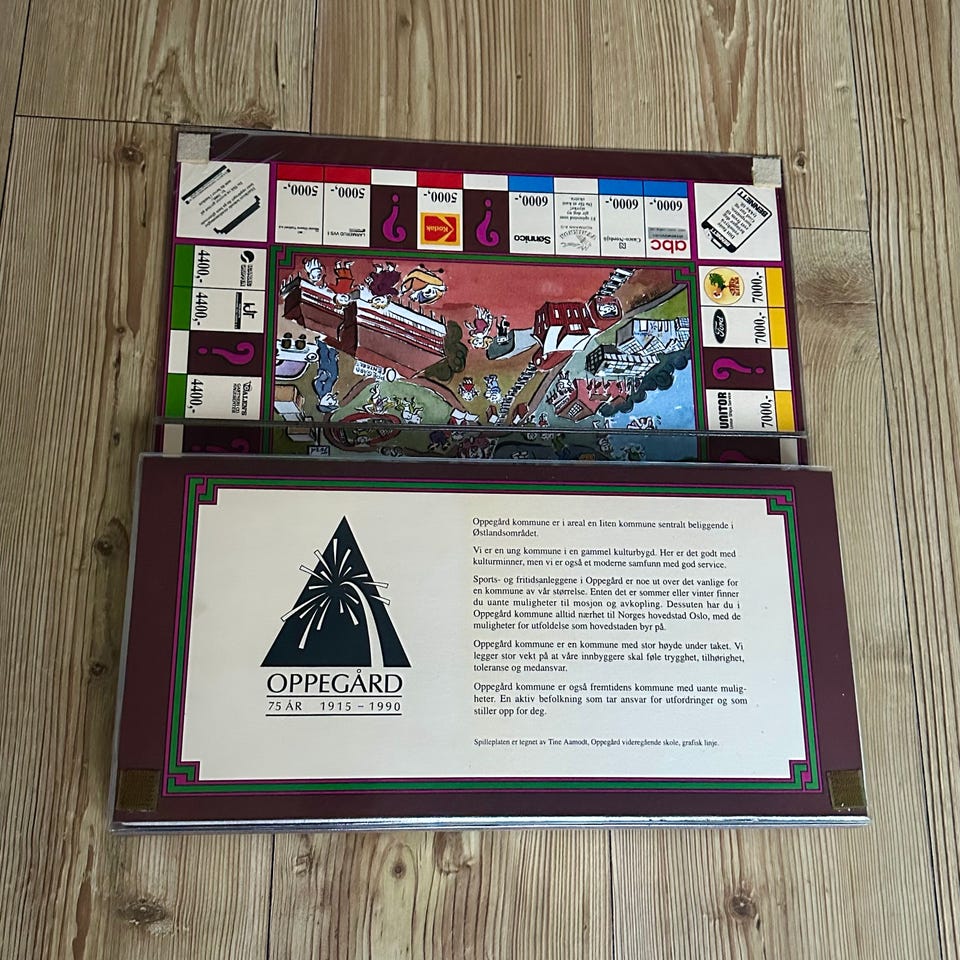 5000,-
5000,-
?
5000,-
?
6000,-
6000,-
6000,-
LARMERUD VVS
Kodak
Sannico
abc
BENNETT
4400,-
4400,-
?
4400,-
7000,-
Ford
7000,-
?
UNITOR
7000,-
Oppegård kommune er i areal en liten kommune sentralt beliggende i
Østlandsområdet.
Vi er en ung kommune i en gammel kulturbygd. Her er det godt med
kulturminner, men vi er også et moderne samfunn med god service.
Sports- og fritidsanleggene i Oppegård er noe ut over det vanlige for
en kommune av vår størrelse. Enten det er sommer eller vinter finner
du uante muligheter til mosjon og avkopling. Dessuten har du i
Oppegård kommune alltid nærhet til Norges hovedstad Oslo, med de
muligheter for utfoldelse som hovedstaden byr på.
Oppegård kommune er en kommune med stor høyde under taket. Vi
legger stor vekt på at våre innbyggere skal føle trygghet, tilhørighet,
toleranse og medansvar.
Oppegård kommune er også fremtidens kommune med uante mulig-
heter. En aktiv befolkning som tar ansvar for utfordringer og som
stiller opp for deg.
Spilleplaten er tegnet av Tine Aamodt, Oppegård videregående skole, grafisk linje.
OPPEGÅRD
75 ÅR 1915 – 1990